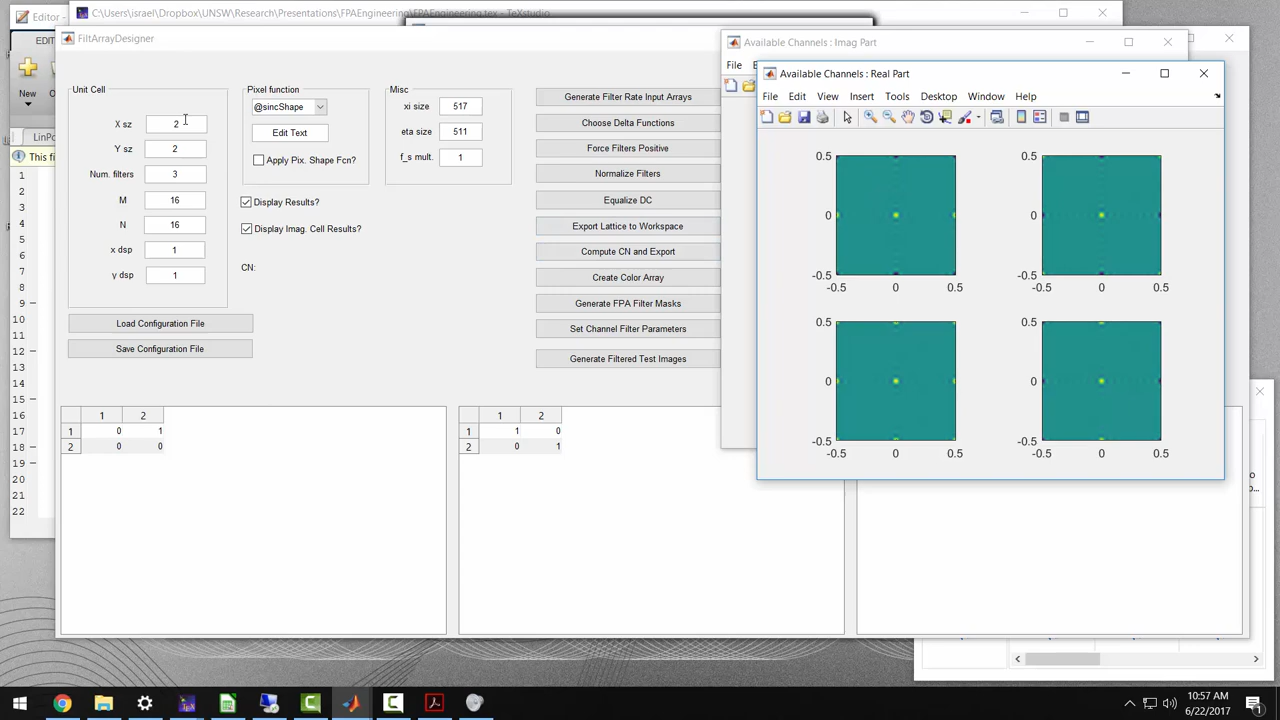 Editor -
C:\Users\israel\Dropbox\UNSW\Research\Presentations\FPAEngineering\FPAEngineering.tex - TeXstudio
EDIT
New
LinPo
This fi
1
2
3
4
5
6
7
8
9
10
11
12
13
14
15
16
17
18
19
20
21
22
FiltArrayDesigner
Unit Cell
X sz 2
Y sz 2
Num. filters 3
M 16
N 16
x dsp 1
y dsp 1
Load Configuration File
Save Configuration File
Pixel function
@sincShape
Edit Text
Apply Pix. Shape Fcn?
Display Results?
Display Imag. Cell Results?
CN:
Misc
xi size 517
eta size 511
f_s mult. 1
Generate Filter Rate Input Arrays
Choose Delta Functions
Force Filters Positive
Normalize Filters
Equalize DC
Export Lattice to Workspace
Compute CN and Export
Create Color Array
Generate FPA Filter Masks
Set Channel Filter Parameters
Generate Filtered Test Images
1 2
1 0 1
2 0 0
1 2
1 1 0
2 0 1
Available Channels : Imag Part
File
Available Channels : Real Part
File Edit View Insert Tools Desktop Window Help
0.5 0.5
0 0
-0.5 -0.5
-0.5 0 0.5 -0.5 0 0.5
0.5 0.5
0 0
-0.5 -0.5
-0.5 0 0.5 -0.5 0 0.5
10:57 AM
6/22/2017
1